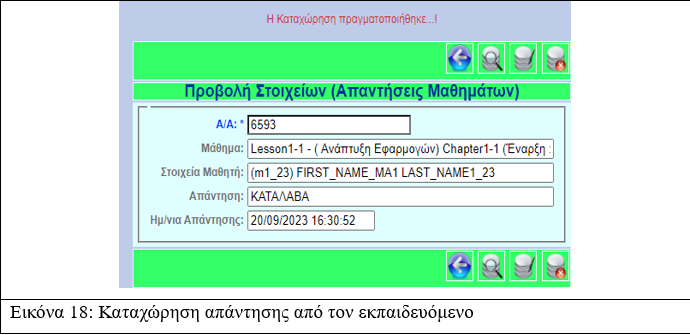 Η Καταχώρηση πραγματοποιήθηκε...!
Προβολή Στοιχείων (Απαντήσεις Μαθημάτων)
Α/Α: * 6593
Μάθημα: Lesson1-1 - ( Ανάπτυξη Εφαρμογών) Chapter1-1 (Έναρξη :
Στοιχεία Μαθητή: (m1_23) FIRST_NAME_MA1 LAST_NAME1_23
Απάντηση: ΚΑΤΑΛΑΒΑ
Ημ/νια Απάντησης: 20/09/2023 16:30:52
Εικόνα 18: Καταχώρηση απάντησης από τον εκπαιδευόμενο